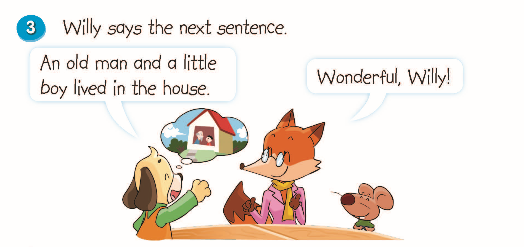 3 Willy says the next sentence.
An old man and a little
boy lived in the house.
Wonderful, Willy!